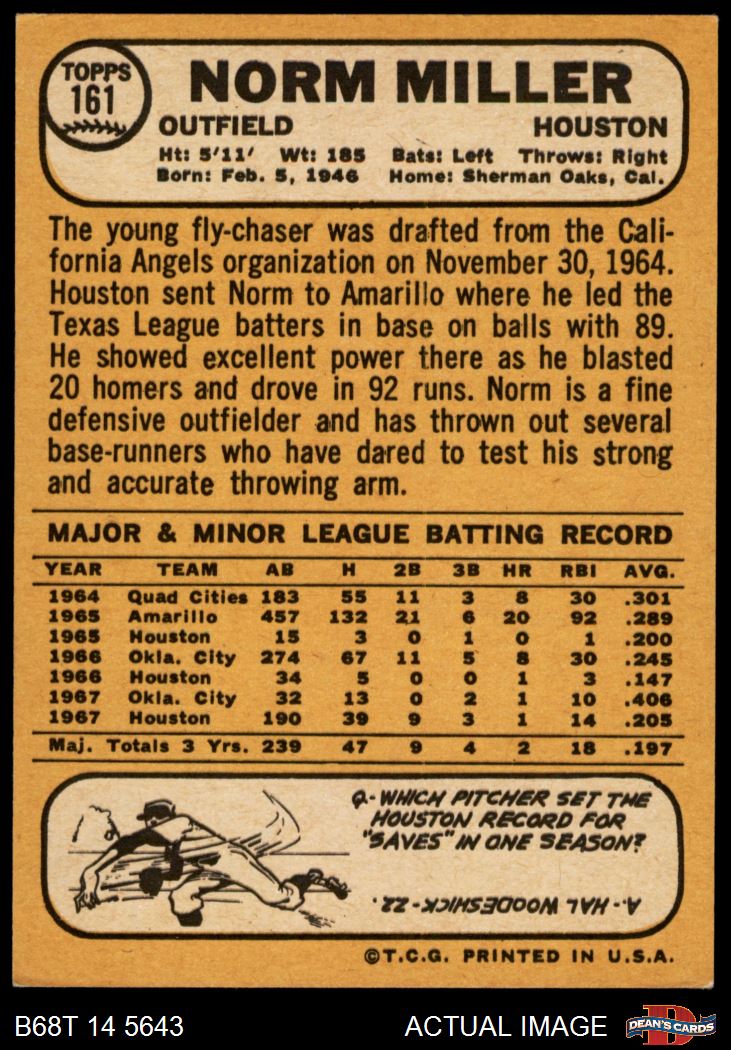 TOPPS
161
NORM MILLER
OUTFIELD HOUSTON
Ht: 5'11' Wt: 185 Bats: Left Throws: Right
Born: Feb. 5, 1946 Home: Sherman Oaks, Cal.
The young fly-chaser was drafted from the Cali-
fornia Angels organization on November 30, 1964.
Houston sent Norm to Amarillo where he led the
Texas League batters in base on balls with 89.
He showed excellent power there as he blasted
20 homers and drove in 92 runs. Norm is a fine
defensive outfielder and has thrown out several
base-runners who have dared to test his strong
and accurate throwing arm.
MAJOR & MINOR LEAGUE BATTING RECORD
YEAR TEAM AB H 2B 3B HR RBI AVG.
1964 Quad Cities 183 55 11 3 8 30 .301
1965 Amarillo 457 132 21 6 20 92 .289
1965 Houston 15 3 0 1 0 1 .200
1966 Okla. City 274 67 11 5 8 30 .245
1966 Houston 34 5 0 0 1 3 .147
1967 Okla. City 32 13 0 2 1 10 .406
1967 Houston 190 39 9 3 1 14 .205
Maj. Totals 3 Yrs. 239 47 9 4 2 18 .197
Q-WHICH PITCHER SET THE
HOUSTON RECORD FOR
"SAVES" IN ONE SEASON?
A-HAL WOODESHICK-22.
©T.C.G. PRINTED IN U.S.A.
B68T 14 5643 ACTUAL IMAGE DEAN'S CARDS